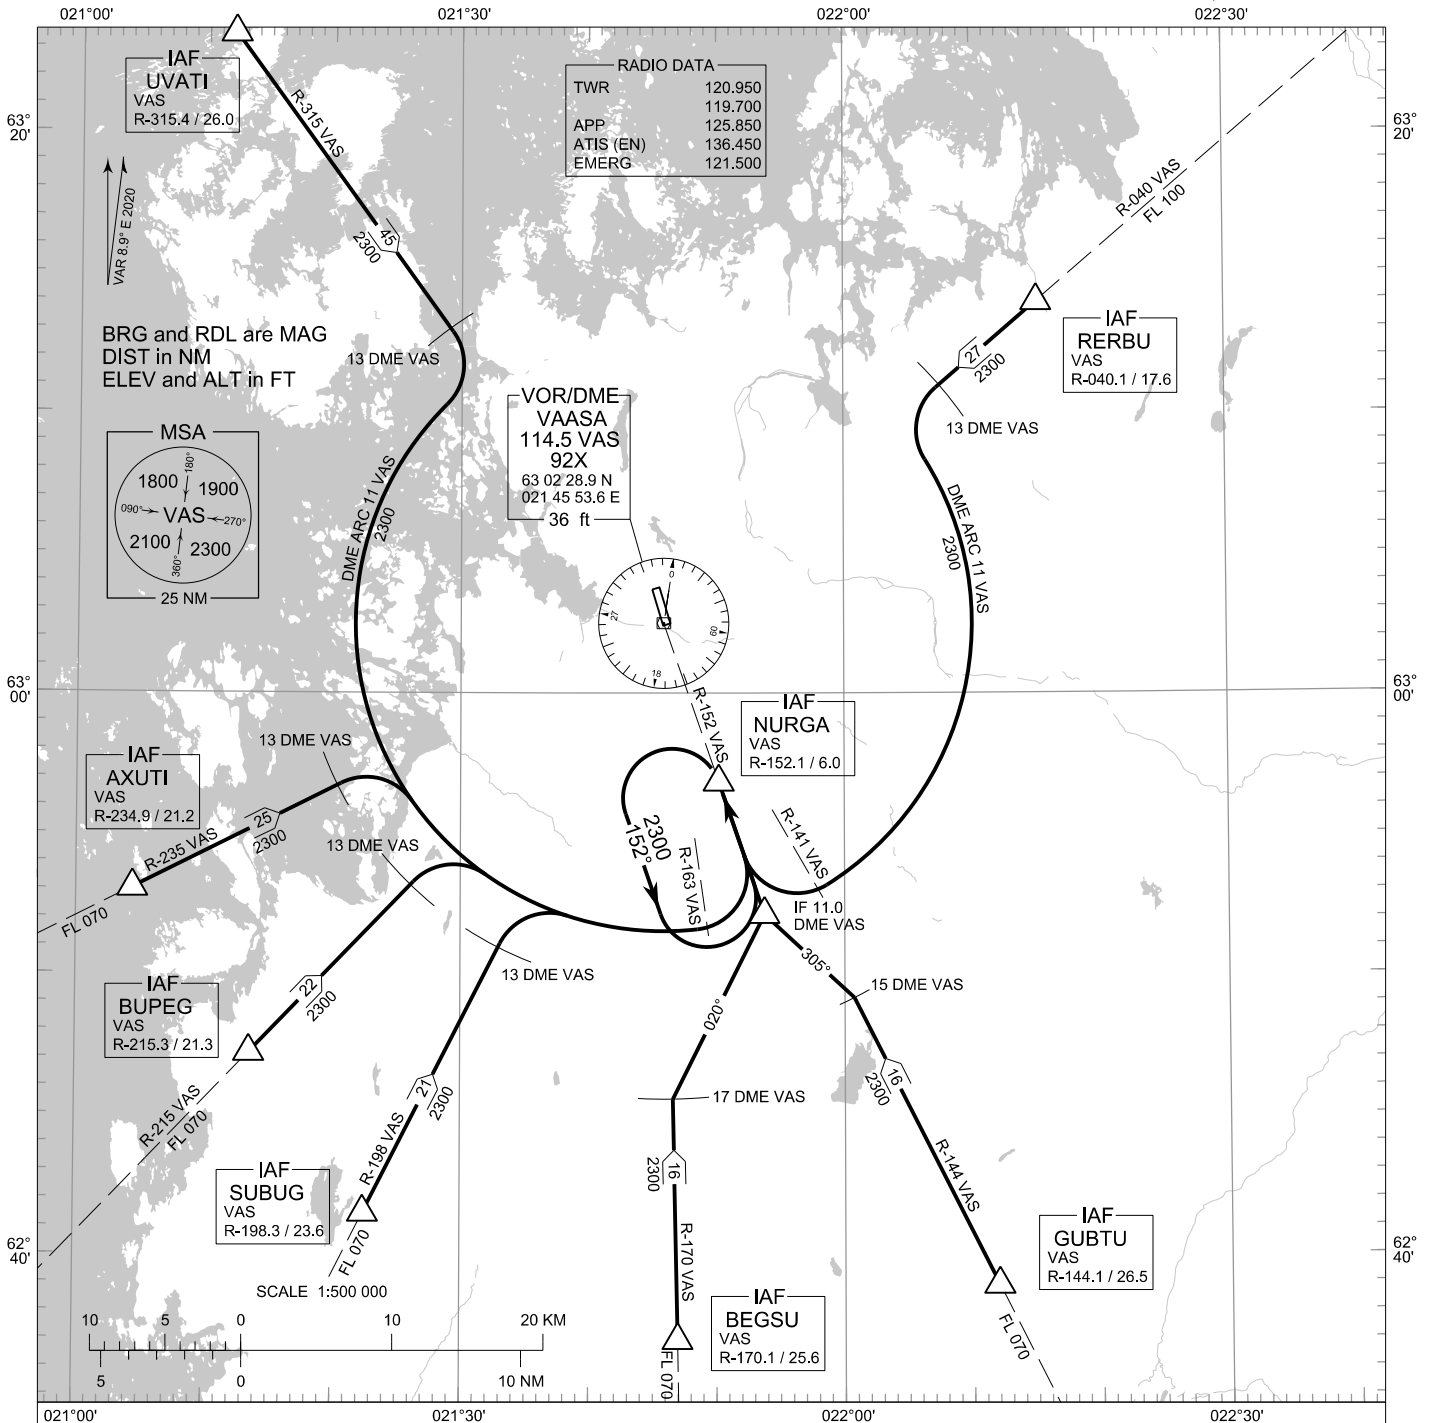 021°00'
021°30'
022°00'
022°30'
IAF
UVATI
VAS
R-315.4 / 26.0
RADIO DATA
TWR 120.950
119.700
APP 125.850
ATIS (EN) 136.450
EMERG 121.500
63°
20'
63°
20'
R-315 VAS
45
2300
VAR 8.9° E 2020
R-040 VAS
FL 100
BRG and RDL are MAG
DIST in NM
ELEV and ALT in FT
13 DME VAS
IAF
RERBU
VAS
R-040.1 / 17.6
27
2300
13 DME VAS
MSA
1800
180°
1900
090°
VAS
270°
2100
360°
2300
25 NM
VOR/DME
VAASA
114.5 VAS
92X
63 02 28.9 N
021 45 53.6 E
36 ft
DME ARC 11 VAS
2300
DME ARC 11 VAS
2300
0
27
09
18
63°
00'
63°
00'
R-152 VAS
IAF
NURGA
VAS
R-152.1 / 6.0
13 DME VAS
IAF
AXUTI
VAS
R-234.9 / 21.2
25
2300
R-235 VAS
FL 070
13 DME VAS
2300
152°
R-163 VAS
R-141 VAS
IF 11.0
DME VAS
305°
15 DME VAS
13 DME VAS
IAF
BUPEG
VAS
R-215.3 / 21.3
22
2300
R-215 VAS
FL 070
020°
17 DME VAS
21
2300
R-198 VAS
16
2300
16
2300
R-144 VAS
IAF
SUBUG
VAS
R-198.3 / 23.6
FL 070
R-170 VAS
IAF
GUBTU
VAS
R-144.1 / 26.5
FL 070
62°
40'
62°
40'
SCALE 1:500 000
10 5 0 10 20 KM
5 0 10 NM
IAF
BEGSU
VAS
R-170.1 / 25.6
FL 070
021°00'
021°30'
022°00'
022°30'